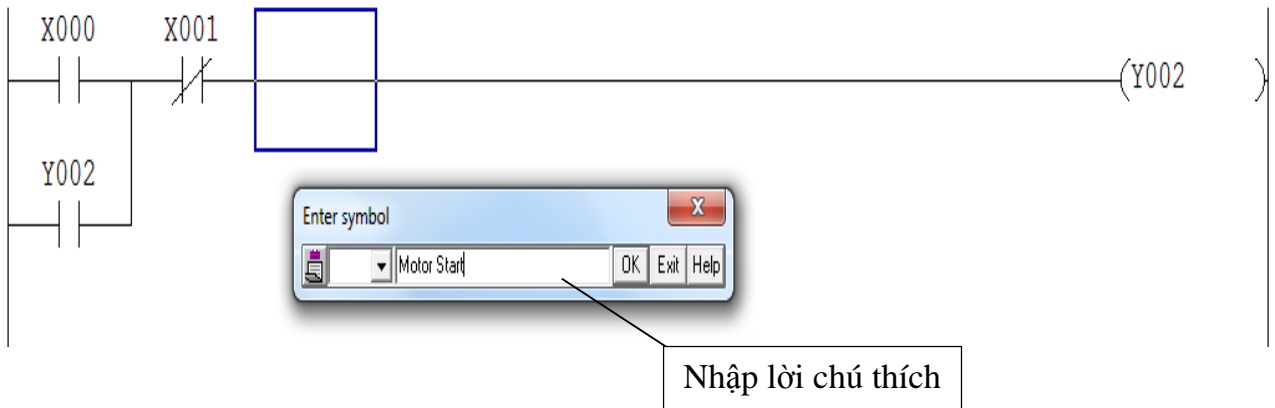 X000 X001
(Y002 )
Y002
Enter symbol X
Motor Start OK Exit Help
Nhập lời chú thích